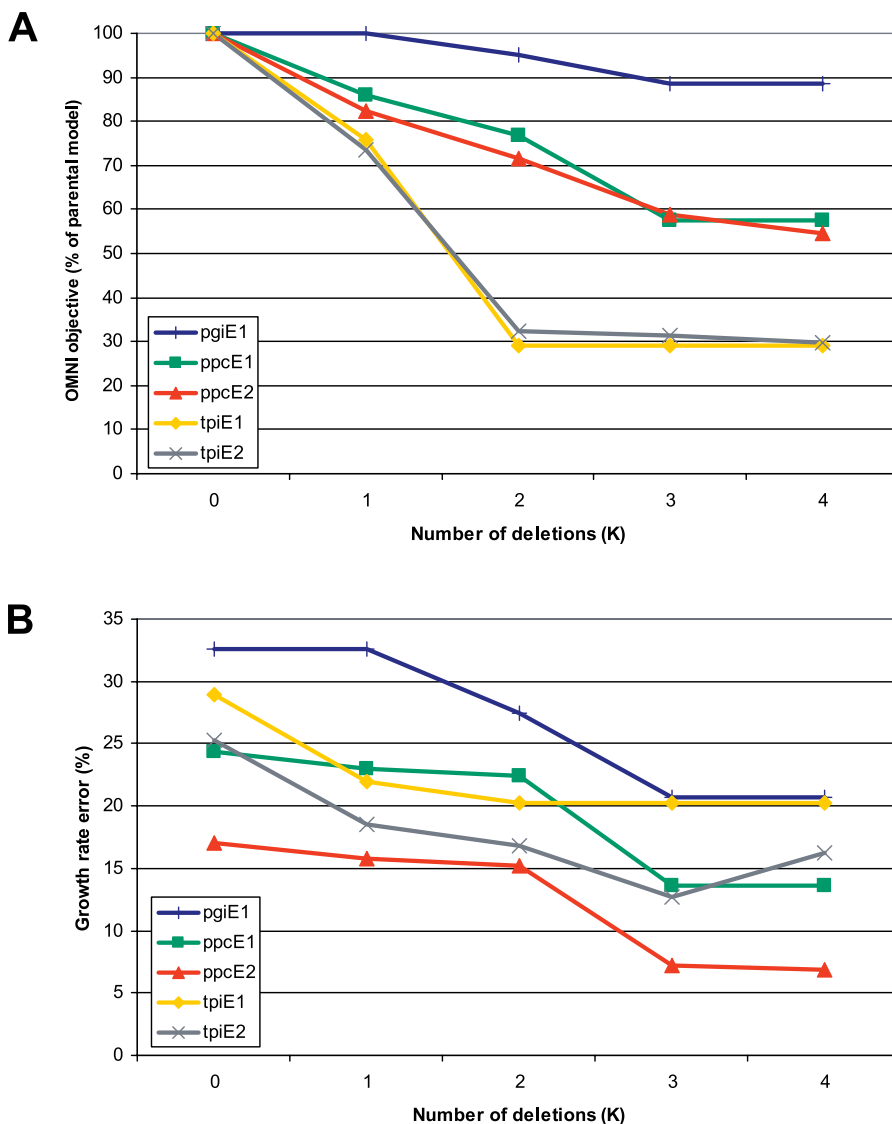 A
OMNI objective (% of parental model)
100
90
80
70
60
50
40
30
20
10
0
pgiE1
ppcE1
ppcE2
tpiE1
tpiE2
0 1 2 3 4
Number of deletions (K)
B
Growth rate error (%)
35
30
25
20
15
10
5
0
pgiE1
ppcE1
ppcE2
tpiE1
tpiE2
0 1 2 3 4
Number of deletions (K)